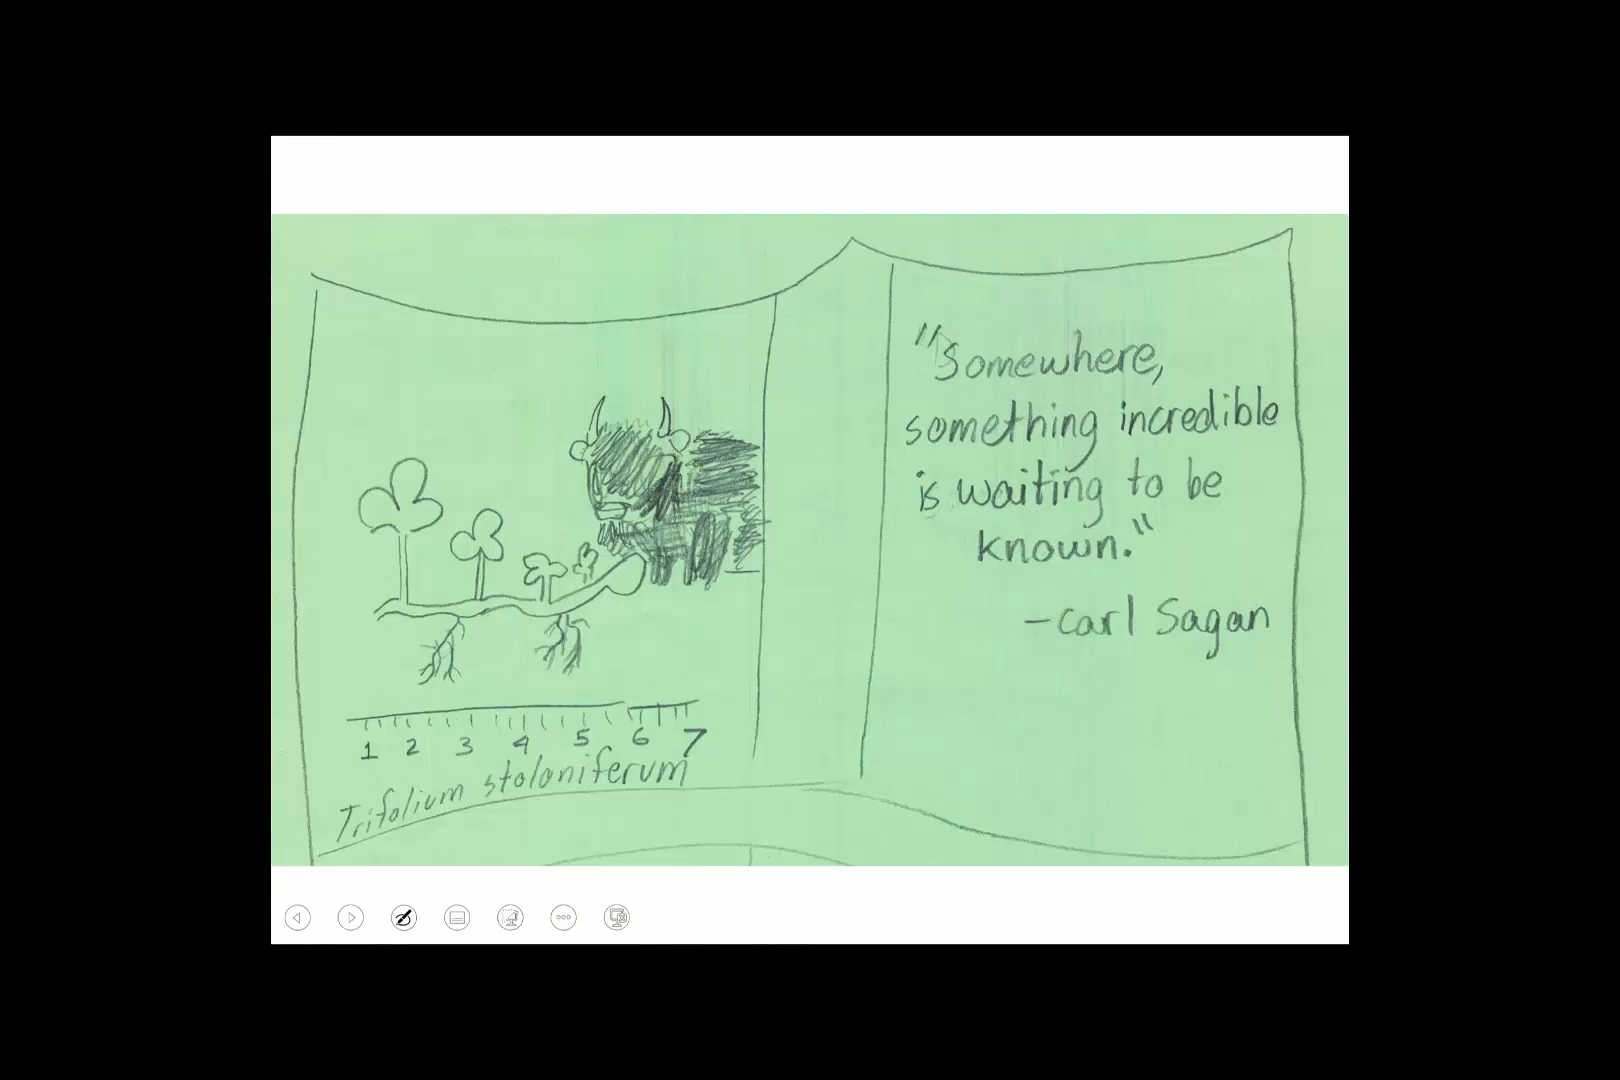 1 2 3 4 5 6 7
Trifolium stoloniferum
"Somewhere,
something incredible
is waiting to be
known."
-Carl Sagan